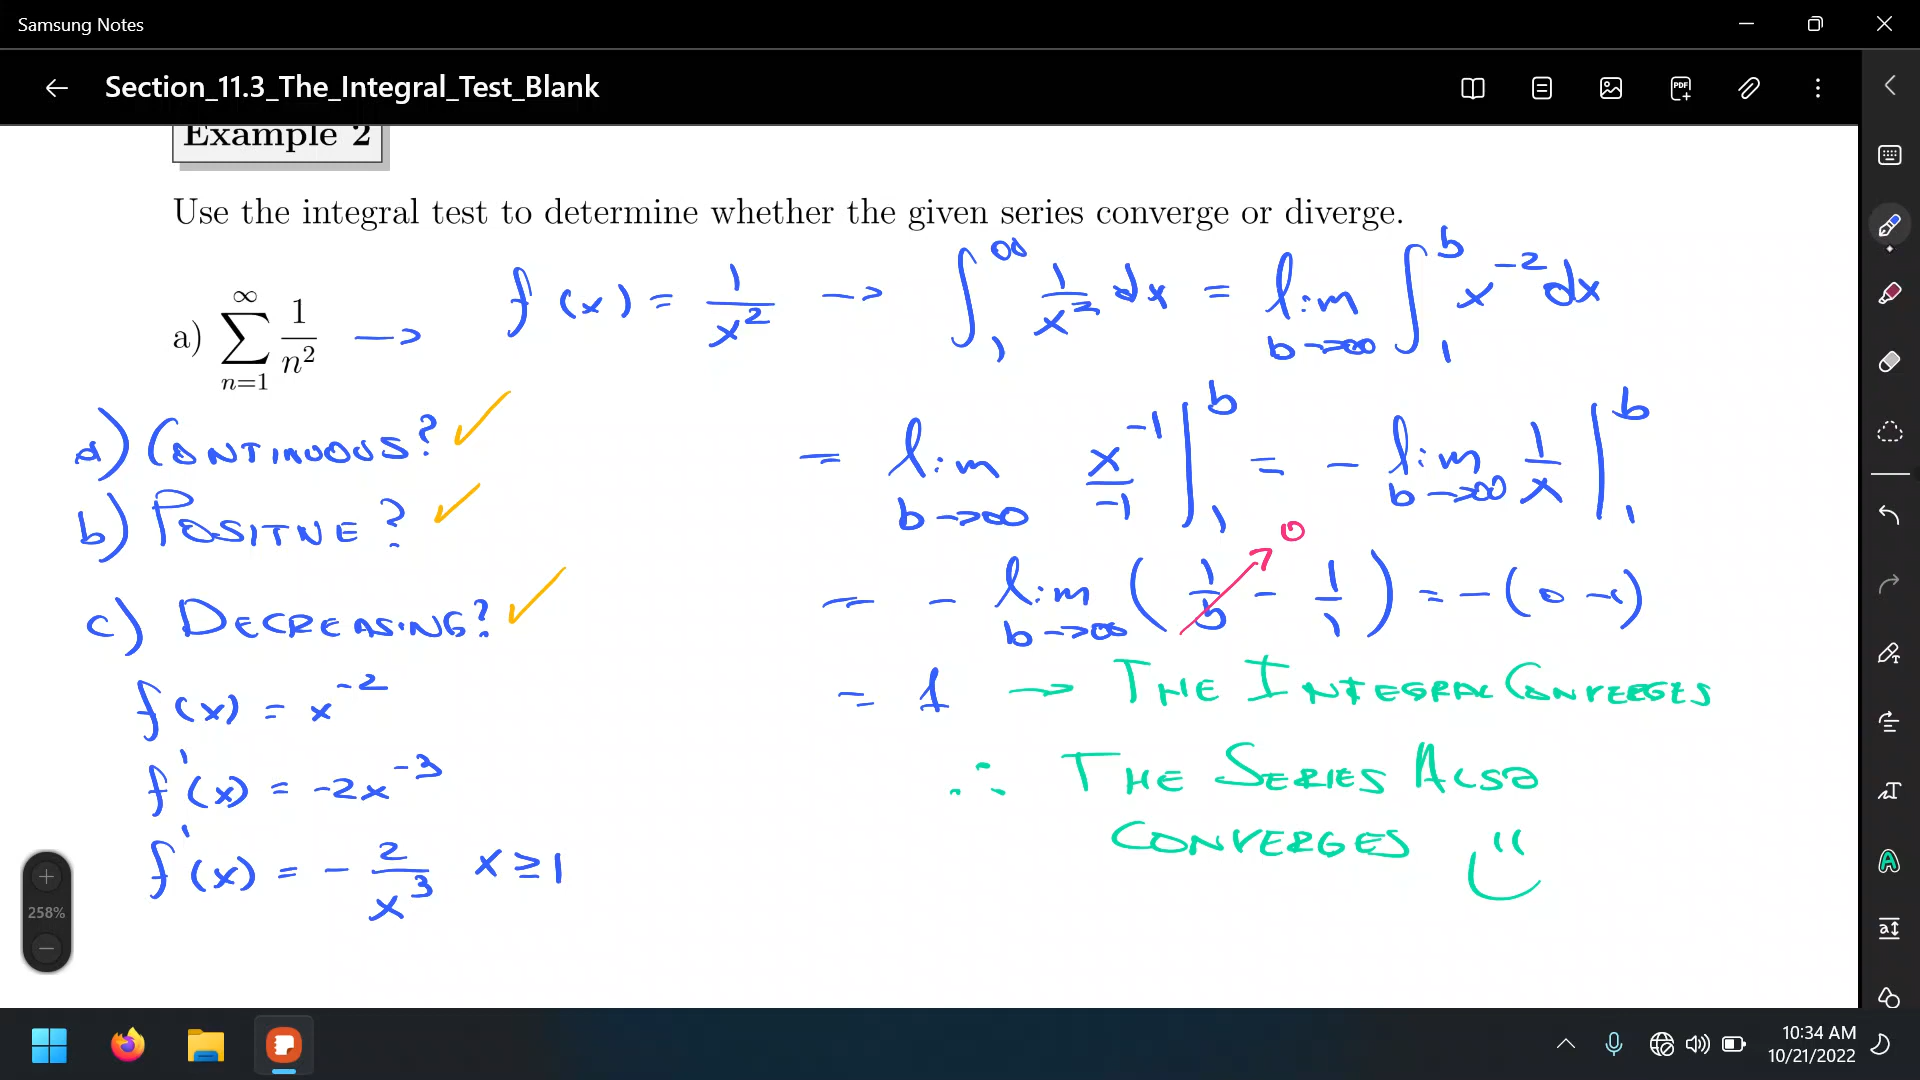 Samsung Notes
Section_11.3_The_Integral_Test_Blank
Example 2
Use the integral test to determine whether the given series converge or diverge.
a) ∑_{n=1}^{∞} 1/n² → f(x) = 1/x² → ∫_1^∞ 1/x² dx = lim_{b→∞} ∫_1^b x^{-2} dx
a) CONTINUOUS? ✓
= lim_{b→∞} x^{-1}/-1 |_1^b = - lim_{b→∞} 1/x |_1^b
b) POSITIVE? ✓
c) DECREASING? ✓
= - lim_{b→∞} (1/b - 1/1) = -(0-1)
0
f(x) = x^{-2}
= 1 → THE INTEGRAL CONVERGES
f'(x) = -2x^{-3}
∴ THE SERIES ALSO
CONVERGES
f'(x) = - 2/x³ x ≥ 1
258%
10:34 AM
10/21/2022
PDF